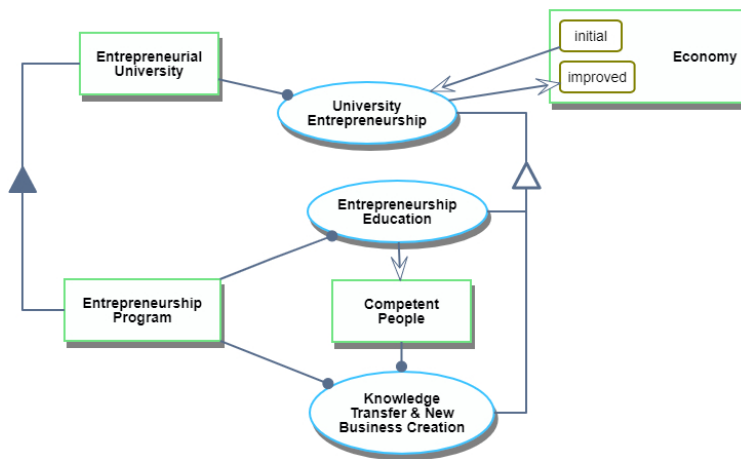 Entrepreneurial
University
University
Entrepreneurship
initial
improved
Economy
Entrepreneurship
Education
Entrepreneurship
Program
Competent
People
Knowledge
Transfer & New
Business Creation